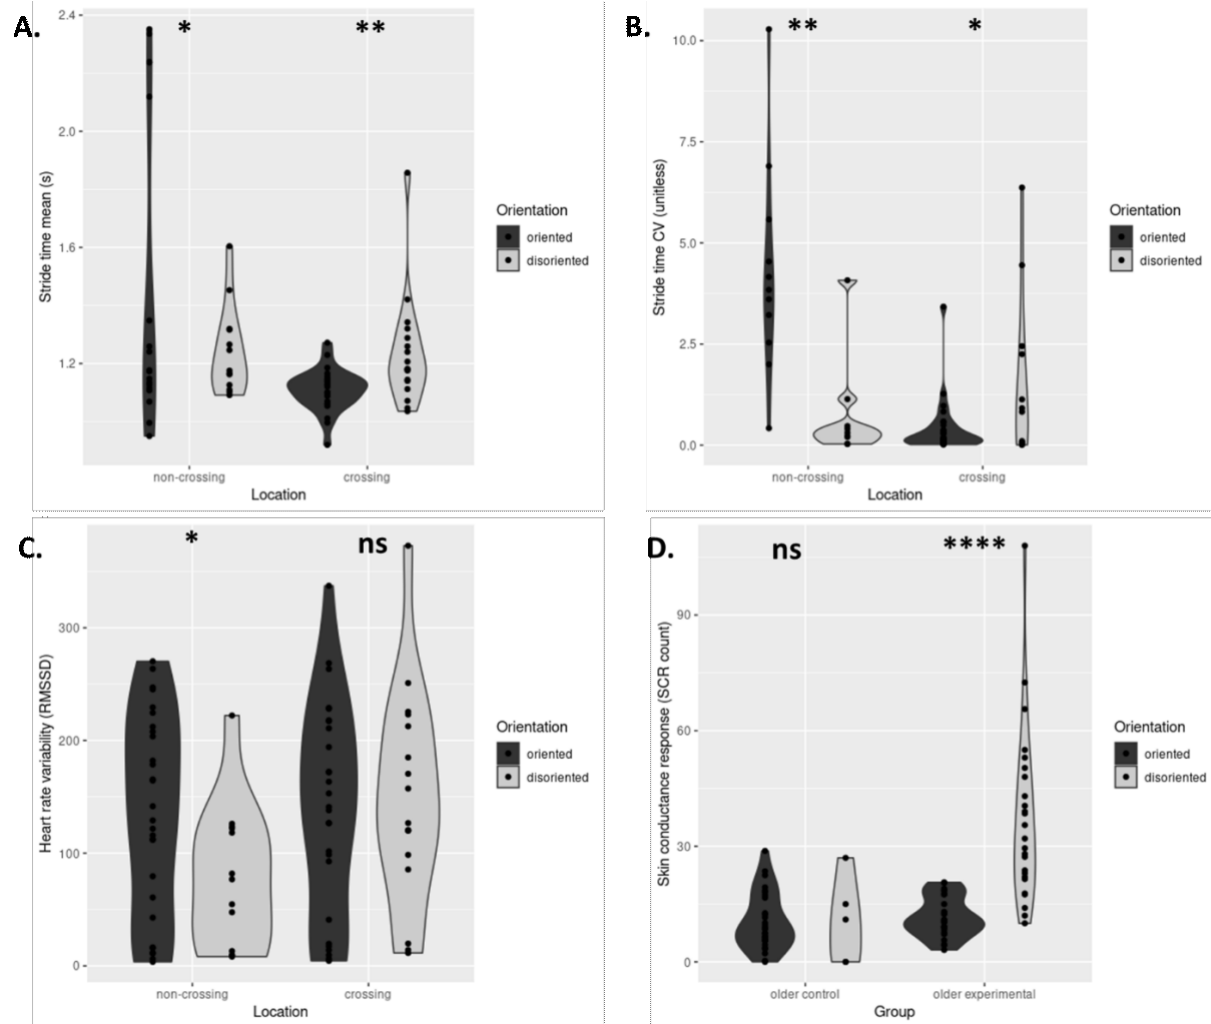 A.
* **
2.4
2.0
1.6
1.2
Stride time mean (s)
non-crossing crossing
Location
Orientation
oriented
disoriented
B.
** *
10.0
7.5
5.0
2.5
0.0
Stride time CV (unitless)
non-crossing crossing
Location
Orientation
oriented
disoriented
C.
* ns
300
200
100
0
Heart rate variability (RMSSD)
non-crossing crossing
Location
Orientation
oriented
disoriented
D.
ns ****
90
60
30
0
Skin conductance response (SCR count)
older control older experimental
Group
Orientation
oriented
disoriented